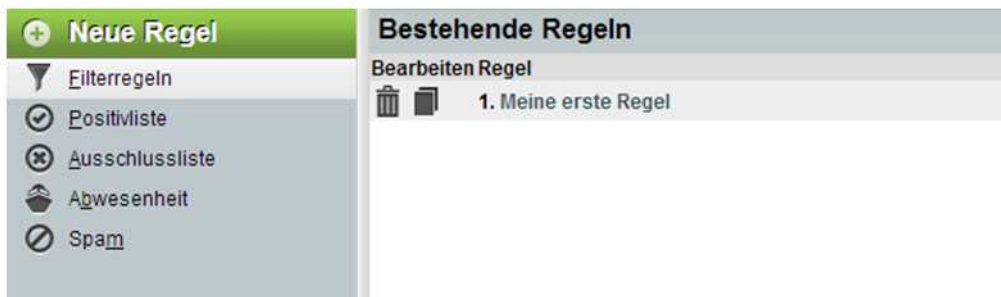 Neue Regel
Filterregeln
Positivliste
Ausschlussliste
Abwesenheit
Spam
Bestehende Regeln
Bearbeiten Regel
1. Meine erste Regel